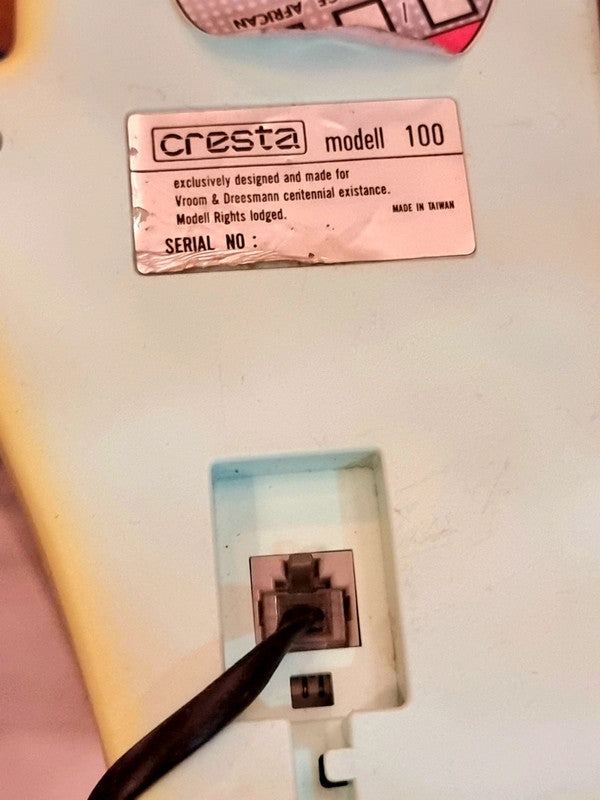 AFRICAN
cresta modell 100
exclusively designed and made for
Vroom & Dreesmann centennial existance.
Modell Rights lodged.
MADE IN TAIWAN
SERIAL NO :